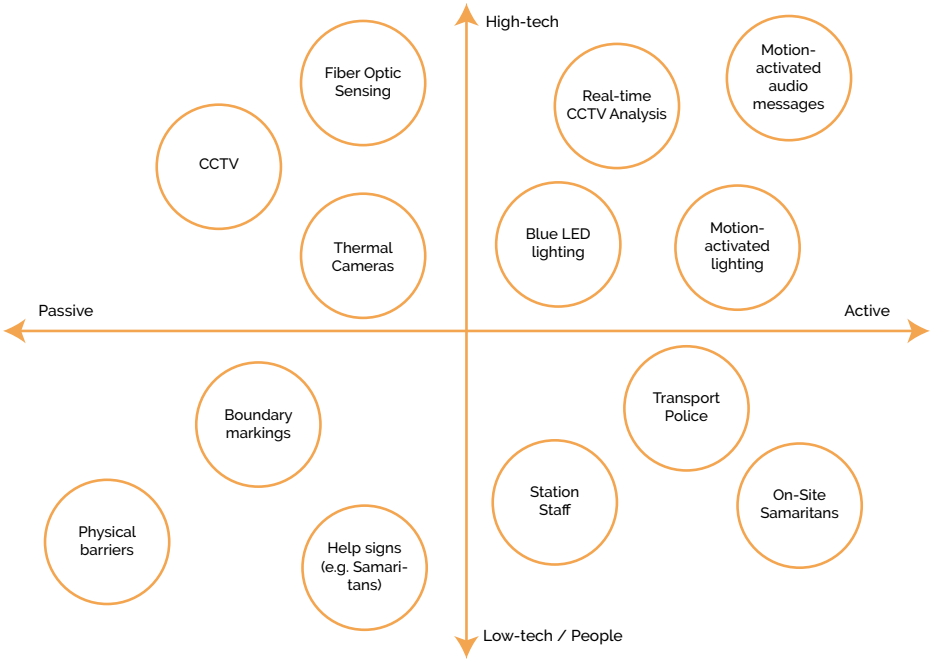 High-tech
Fiber Optic
Sensing
CCTV
Thermal
Cameras
Real-time
CCTV Analysis
Motion-
activated
audio
messages
Blue LED
lighting
Motion-
activated
lighting
Passive
Active
Boundary
markings
Physical
barriers
Help signs
(e.g. Samari-
tans)
Transport
Police
Station
Staff
On-Site
Samaritans
Low-tech / People